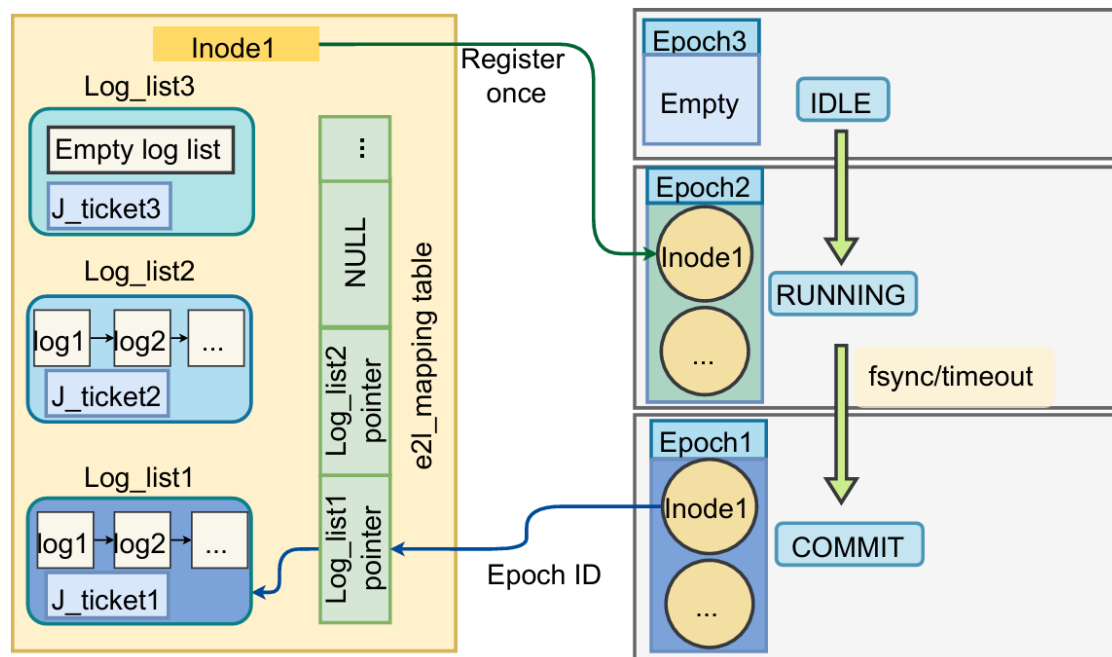 Inode1
Log_list3
Empty log list
J_ticket3
Log_list2
log1
log2
...
J_ticket2
Log_list1
log1
log2
...
J_ticket1
...
NULL
Log_list2
pointer
Log_list1
pointer
e2l_mapping table
Register
once
Epoch ID
Epoch3
Empty
IDLE
Epoch2
Inode1
...
RUNNING
fsync/timeout
Epoch1
Inode1
...
COMMIT